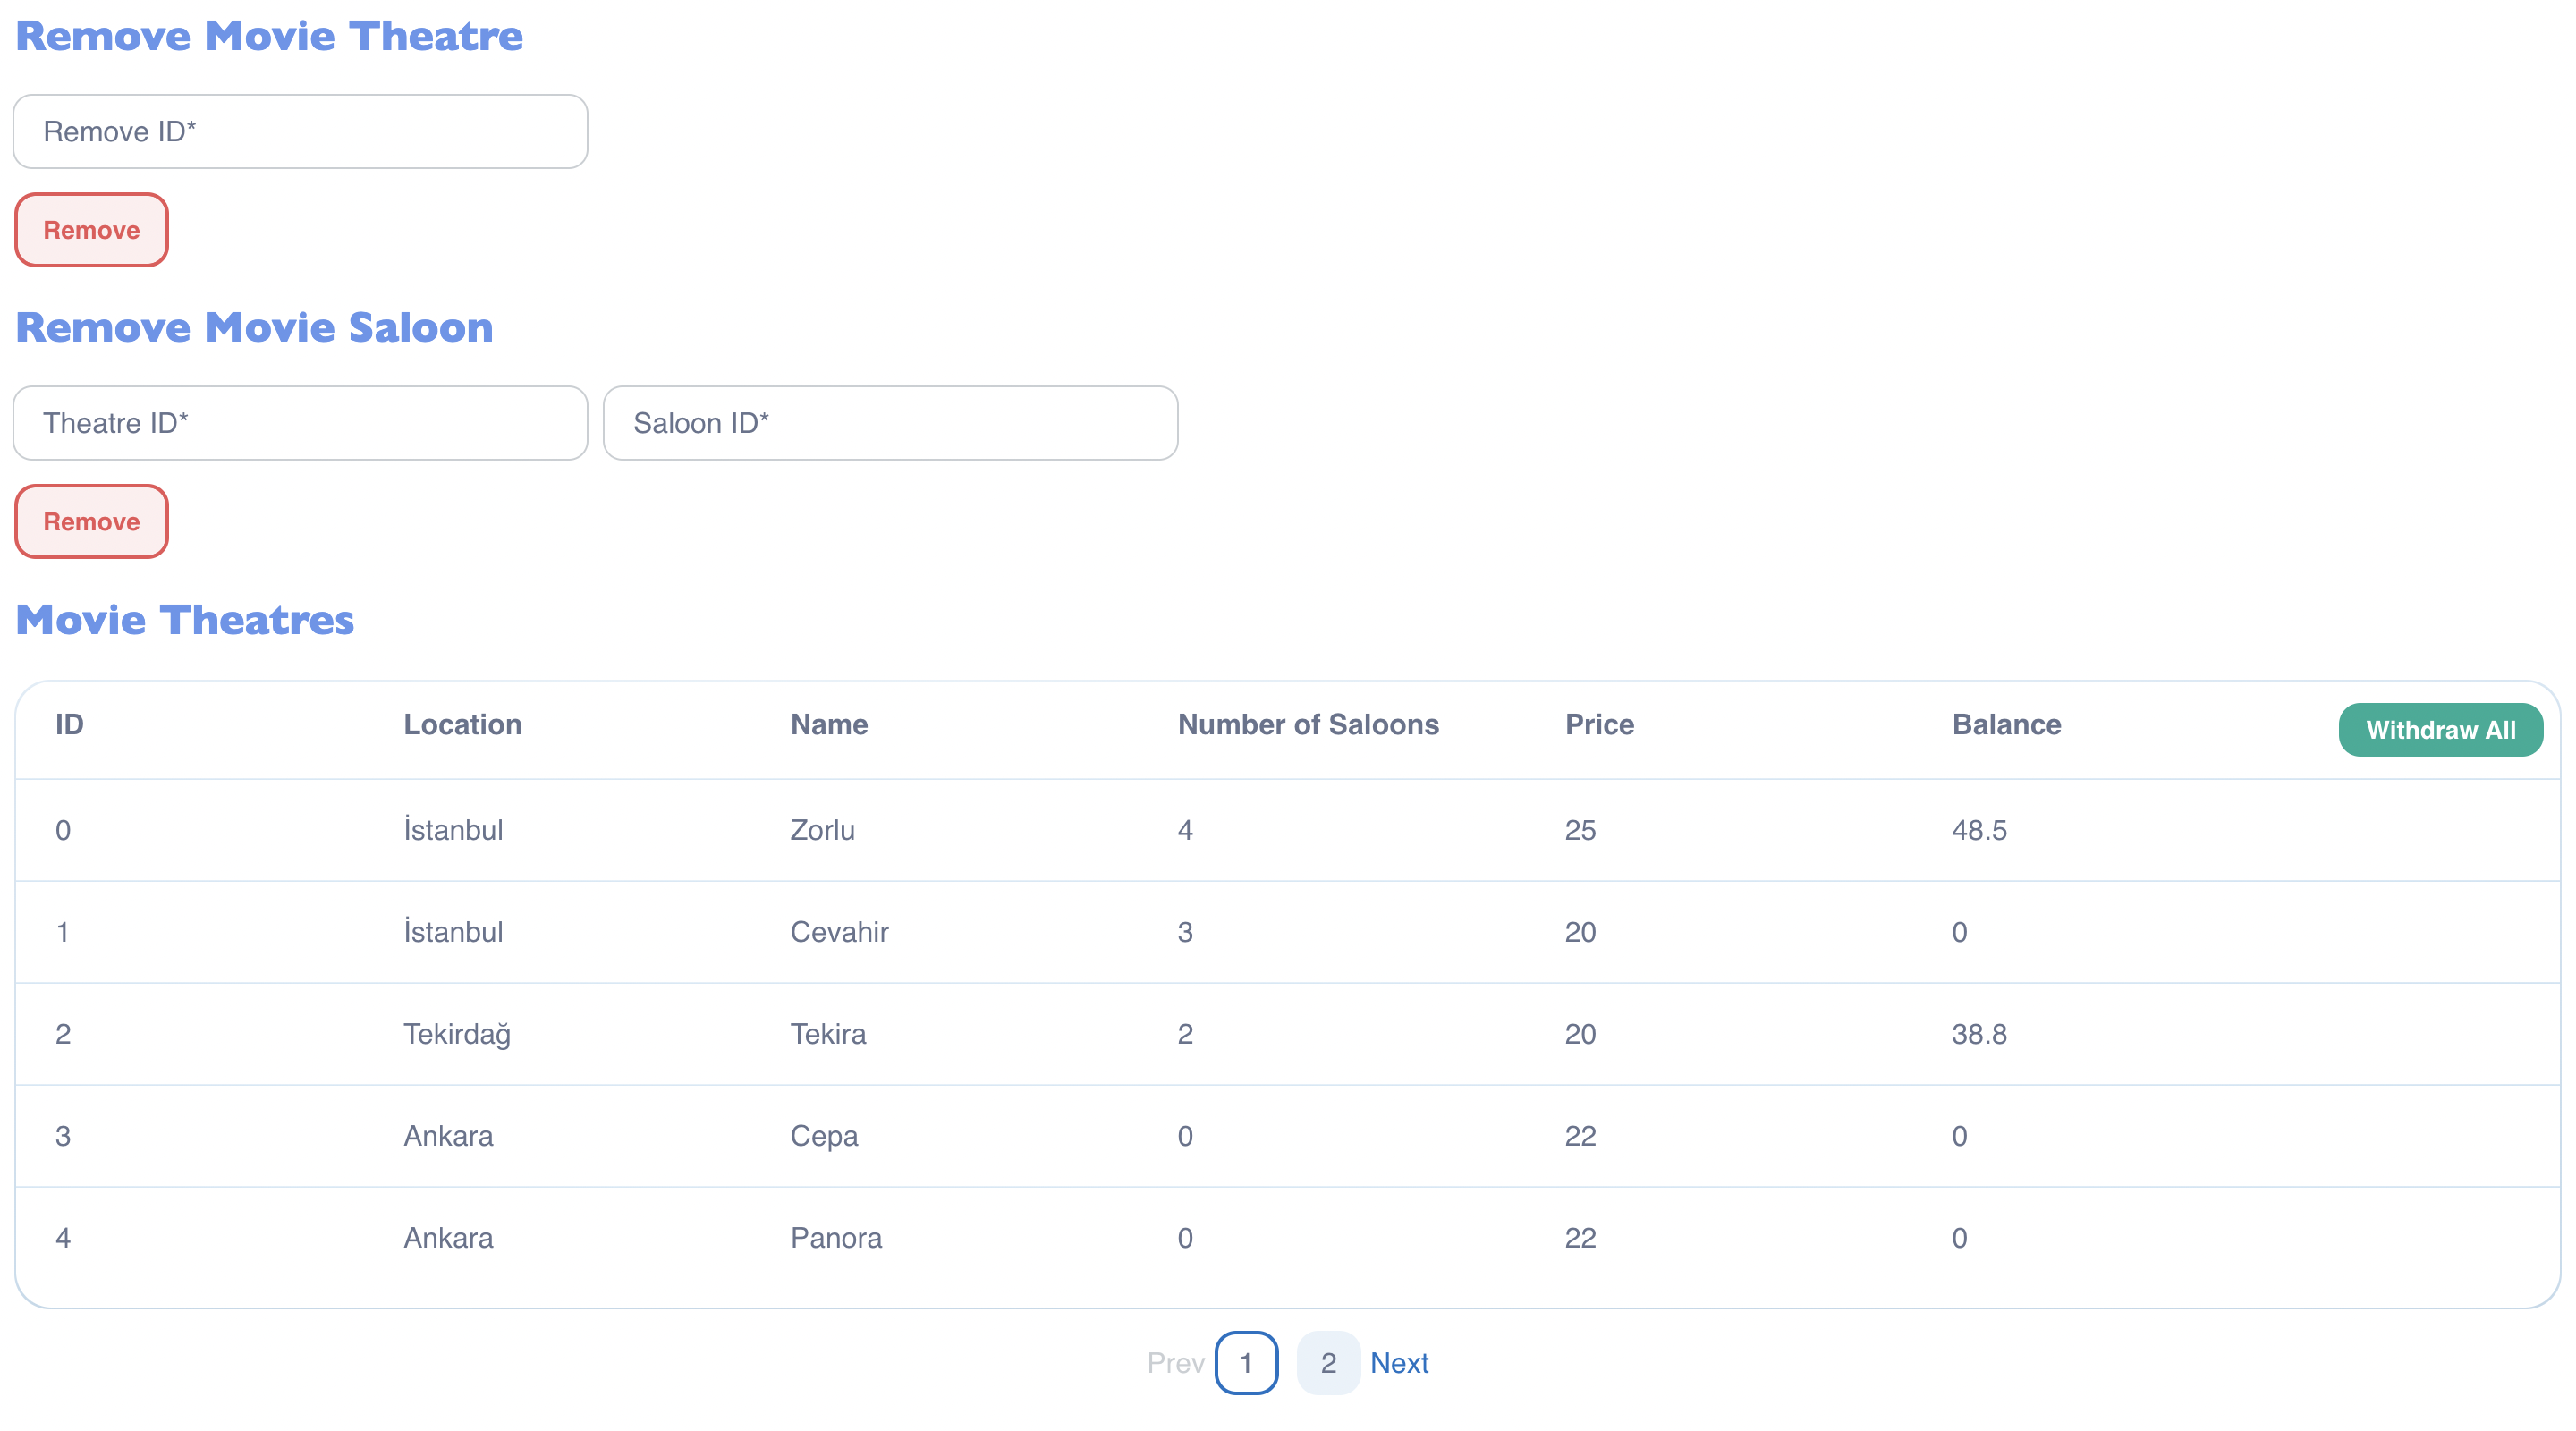 Remove Movie Theatre
Remove ID*
Remove
Remove Movie Saloon
Theatre ID* Saloon ID*
Remove
Movie Theatres
ID Location Name Number of Saloons Price Balance Withdraw All
0 İstanbul Zorlu 4 25 48.5
1 İstanbul Cevahir 3 20 0
2 Tekirdağ Tekira 2 20 38.8
3 Ankara Cepa 0 22 0
4 Ankara Panora 0 22 0
Prev 1 2 Next